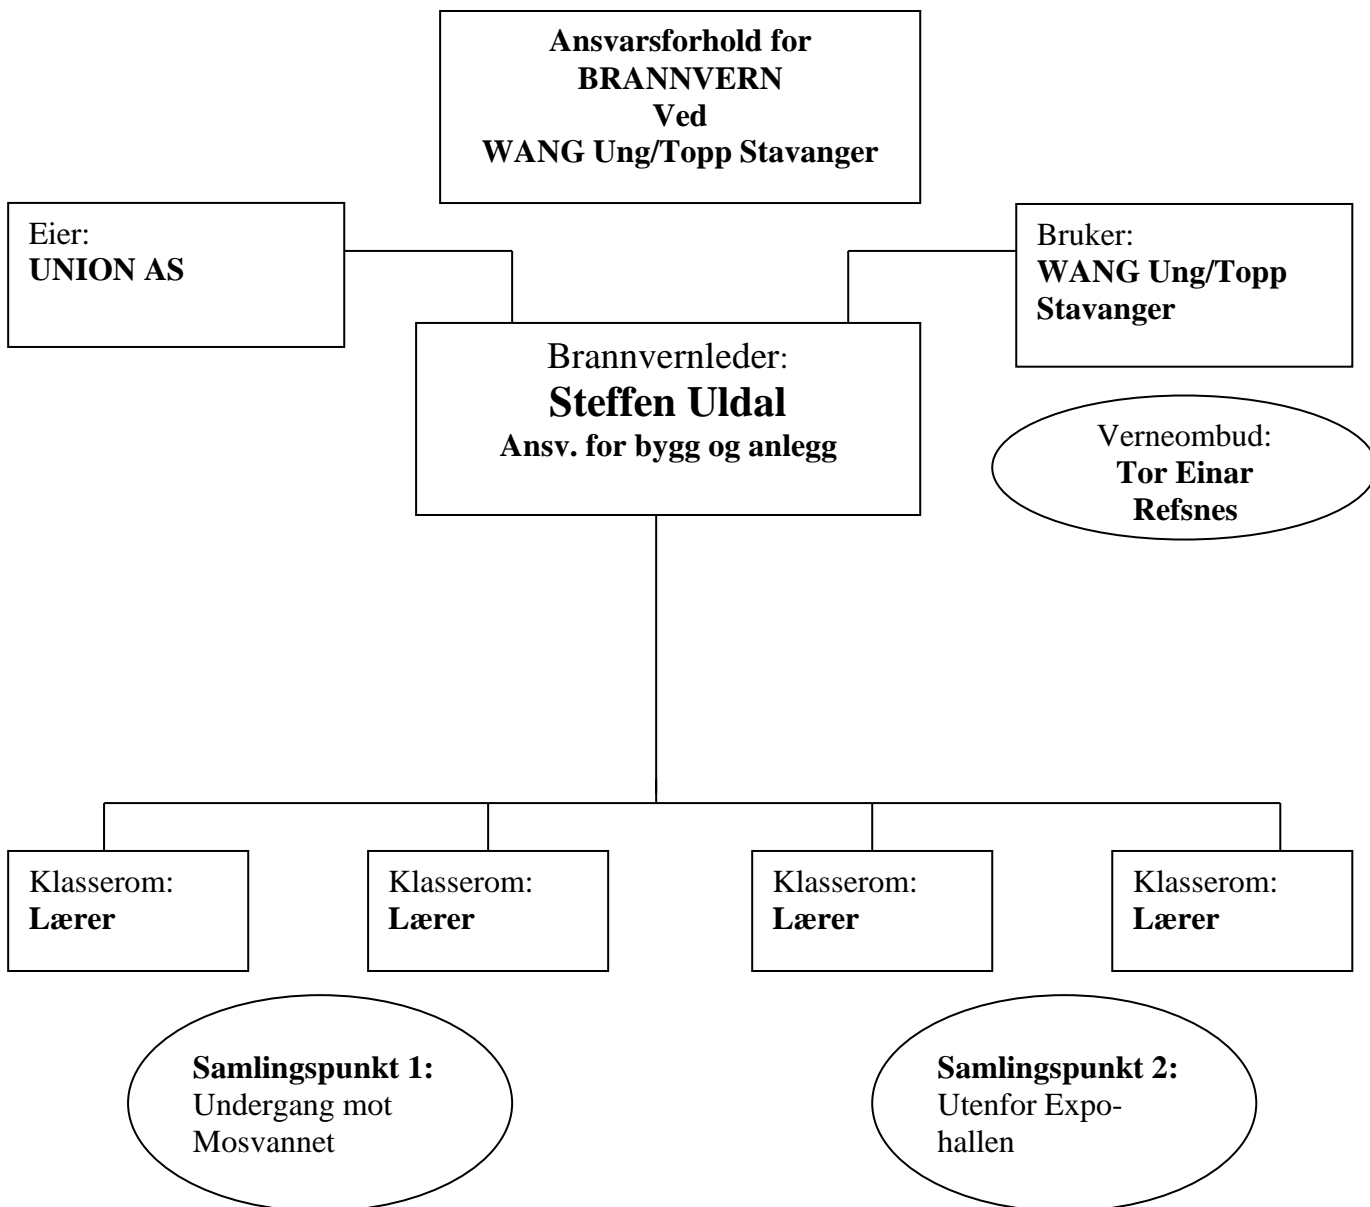 Ansvarsforhold for
BRANNVERN
Ved
WANG Ung/Topp Stavanger
Eier:
UNION AS
Bruker:
WANG Ung/Topp
Stavanger
Brannvernleder:
Steffen Uldal
Ansv. for bygg og anlegg
Verneombud:
Tor Einar
Refsnes
Klasserom:
Lærer
Klasserom:
Lærer
Klasserom:
Lærer
Klasserom:
Lærer
Samlingspunkt 1:
Undergang mot
Mosvannet
Samlingspunkt 2:
Utenfor Expo-
hallen